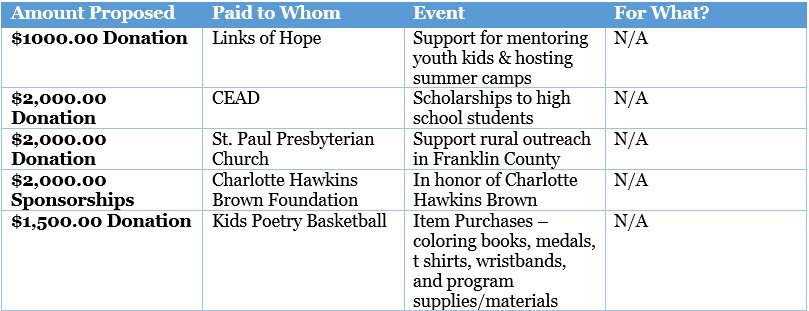 Amount Proposed Paid to Whom Event For What?
$1000.00 Donation Links of Hope Support for mentoring N/A
youth kids & hosting
summer camps
$2,000.00 CEAD Scholarships to high N/A
Donation school students
$2,000.00 St. Paul Presbyterian Support rural outreach N/A
Donation Church in Franklin County
$2,000.00 Charlotte Hawkins In honor of Charlotte N/A
Sponsorships Brown Foundation Hawkins Brown
$1,500.00 Donation Kids Poetry Basketball Item Purchases – N/A
coloring books, medals,
t shirts, wristbands,
and program
supplies/materials